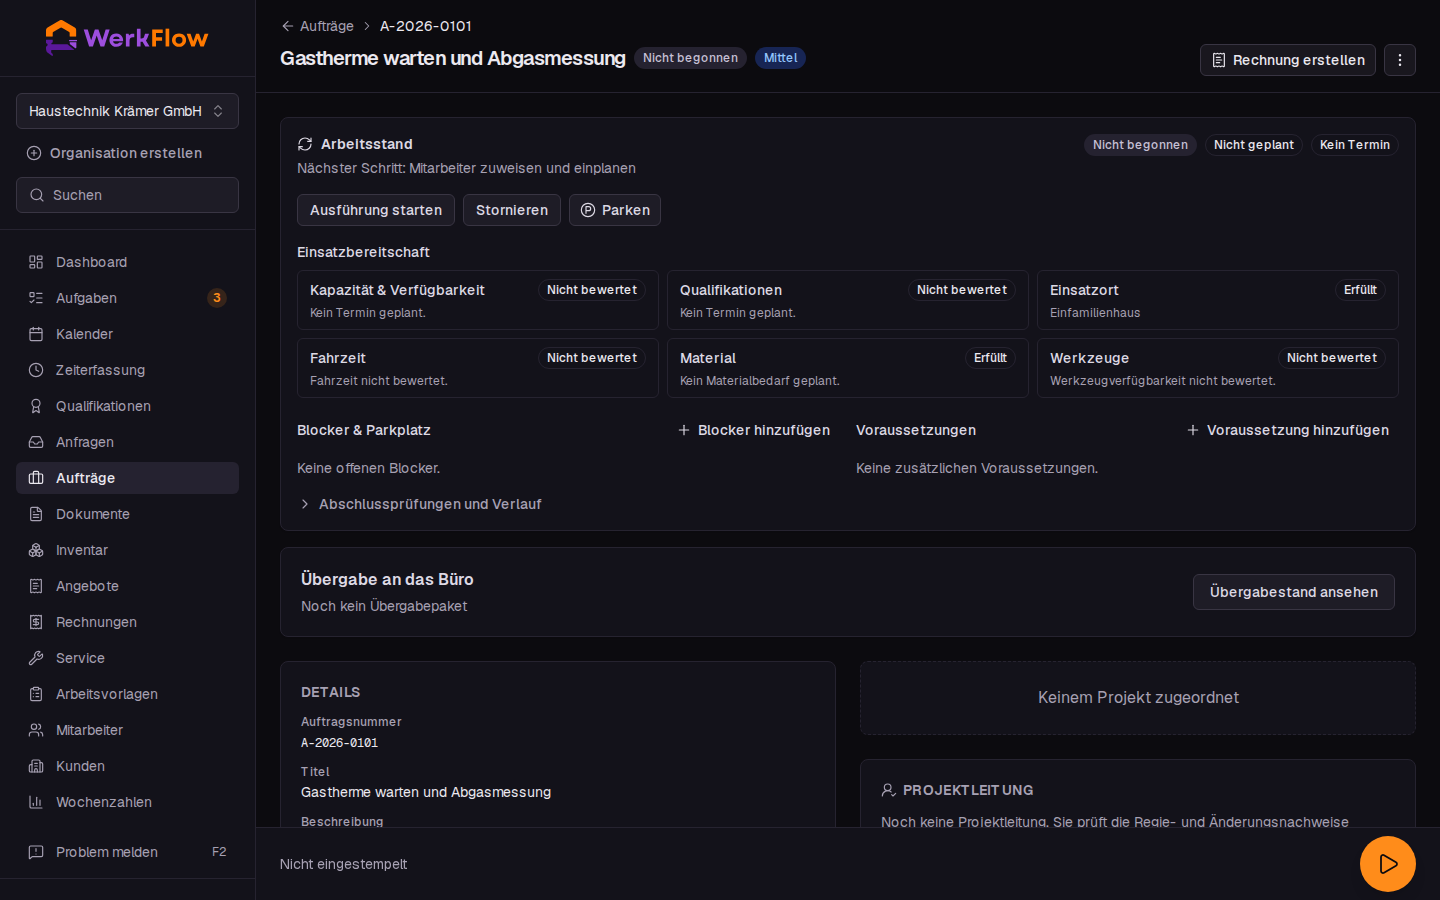 WerkFlow
Haustechnik Krämer GmbH
Organisation erstellen
Suchen
Dashboard
Aufgaben 3
Kalender
Zeiterfassung
Qualifikationen
Anfragen
Aufträge
Dokumente
Inventar
Angebote
Rechnungen
Service
Arbeitsvorlagen
Mitarbeiter
Kunden
Wochenzahlen
Problem melden F2
Aufträge A-2026-0101
Gastherme warten und Abgasmessung Nicht begonnen Mittel
Rechnung erstellen
Arbeitsstand
Nicht begonnen Nicht geplant Kein Termin
Nächster Schritt: Mitarbeiter zuweisen und einplanen
Ausführung starten Stornieren Parken
Einsatzbereitschaft
Kapazität & Verfügbarkeit Nicht bewertet
Kein Termin geplant.
Qualifikationen Nicht bewertet
Kein Termin geplant.
Einsatzort Erfüllt
Einfamilienhaus
Fahrzeit Nicht bewertet
Fahrzeit nicht bewertet.
Material Erfüllt
Kein Materialbedarf geplant.
Werkzeuge Nicht bewertet
Werkzeugverfügbarkeit nicht bewertet.
Blocker & Parkplatz Blocker hinzufügen
Keine offenen Blocker.
Voraussetzungen Voraussetzung hinzufügen
Keine zusätzlichen Voraussetzungen.
Abschlussprüfungen und Verlauf
Übergabe an das Büro
Noch kein Übergabepaket
Übergabestand ansehen
DETAILS
Auftragsnummer
A-2026-0101
Titel
Gastherme warten und Abgasmessung
Beschreibung
Keinem Projekt zugeordnet
PROJEKTLEITUNG
Noch keine Projektleitung. Sie prüft die Regie- und Änderungsnachweise
Nicht eingestempelt